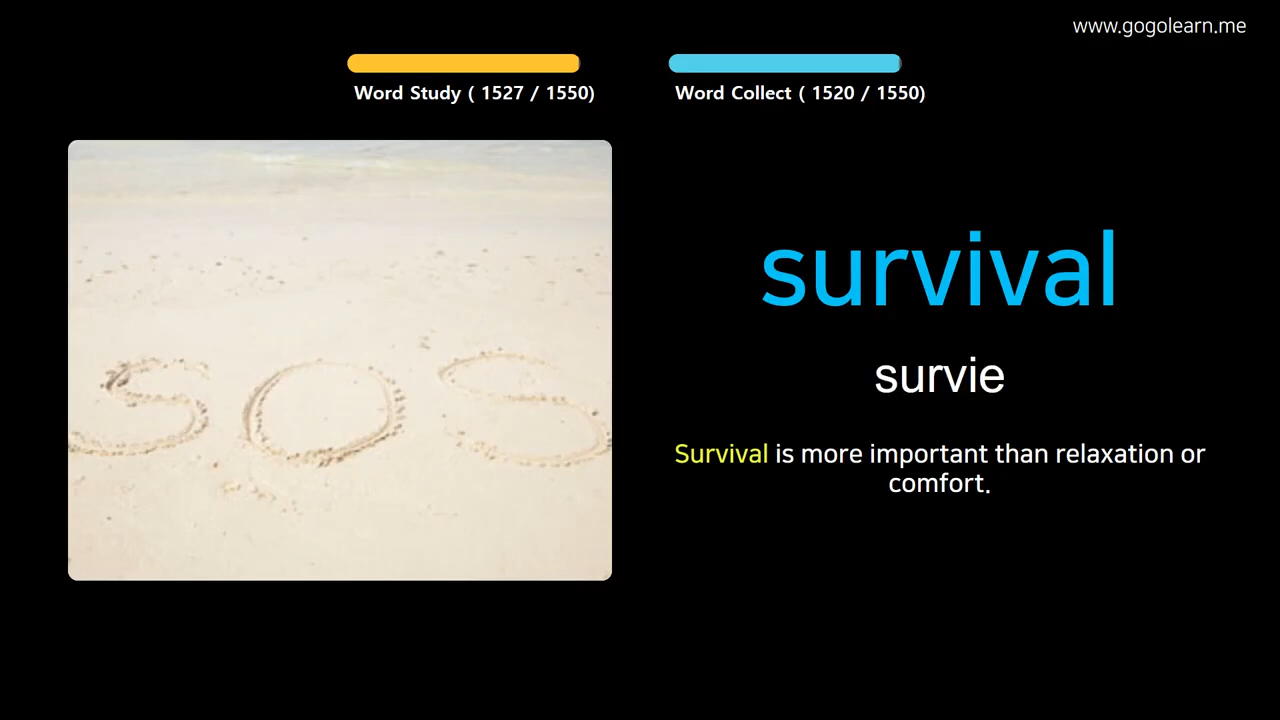 www.gogolearn.me
Word Study ( 1527 / 1550)
Word Collect ( 1520 / 1550)
SOS
survival
survie
Survival is more important than relaxation or
comfort.